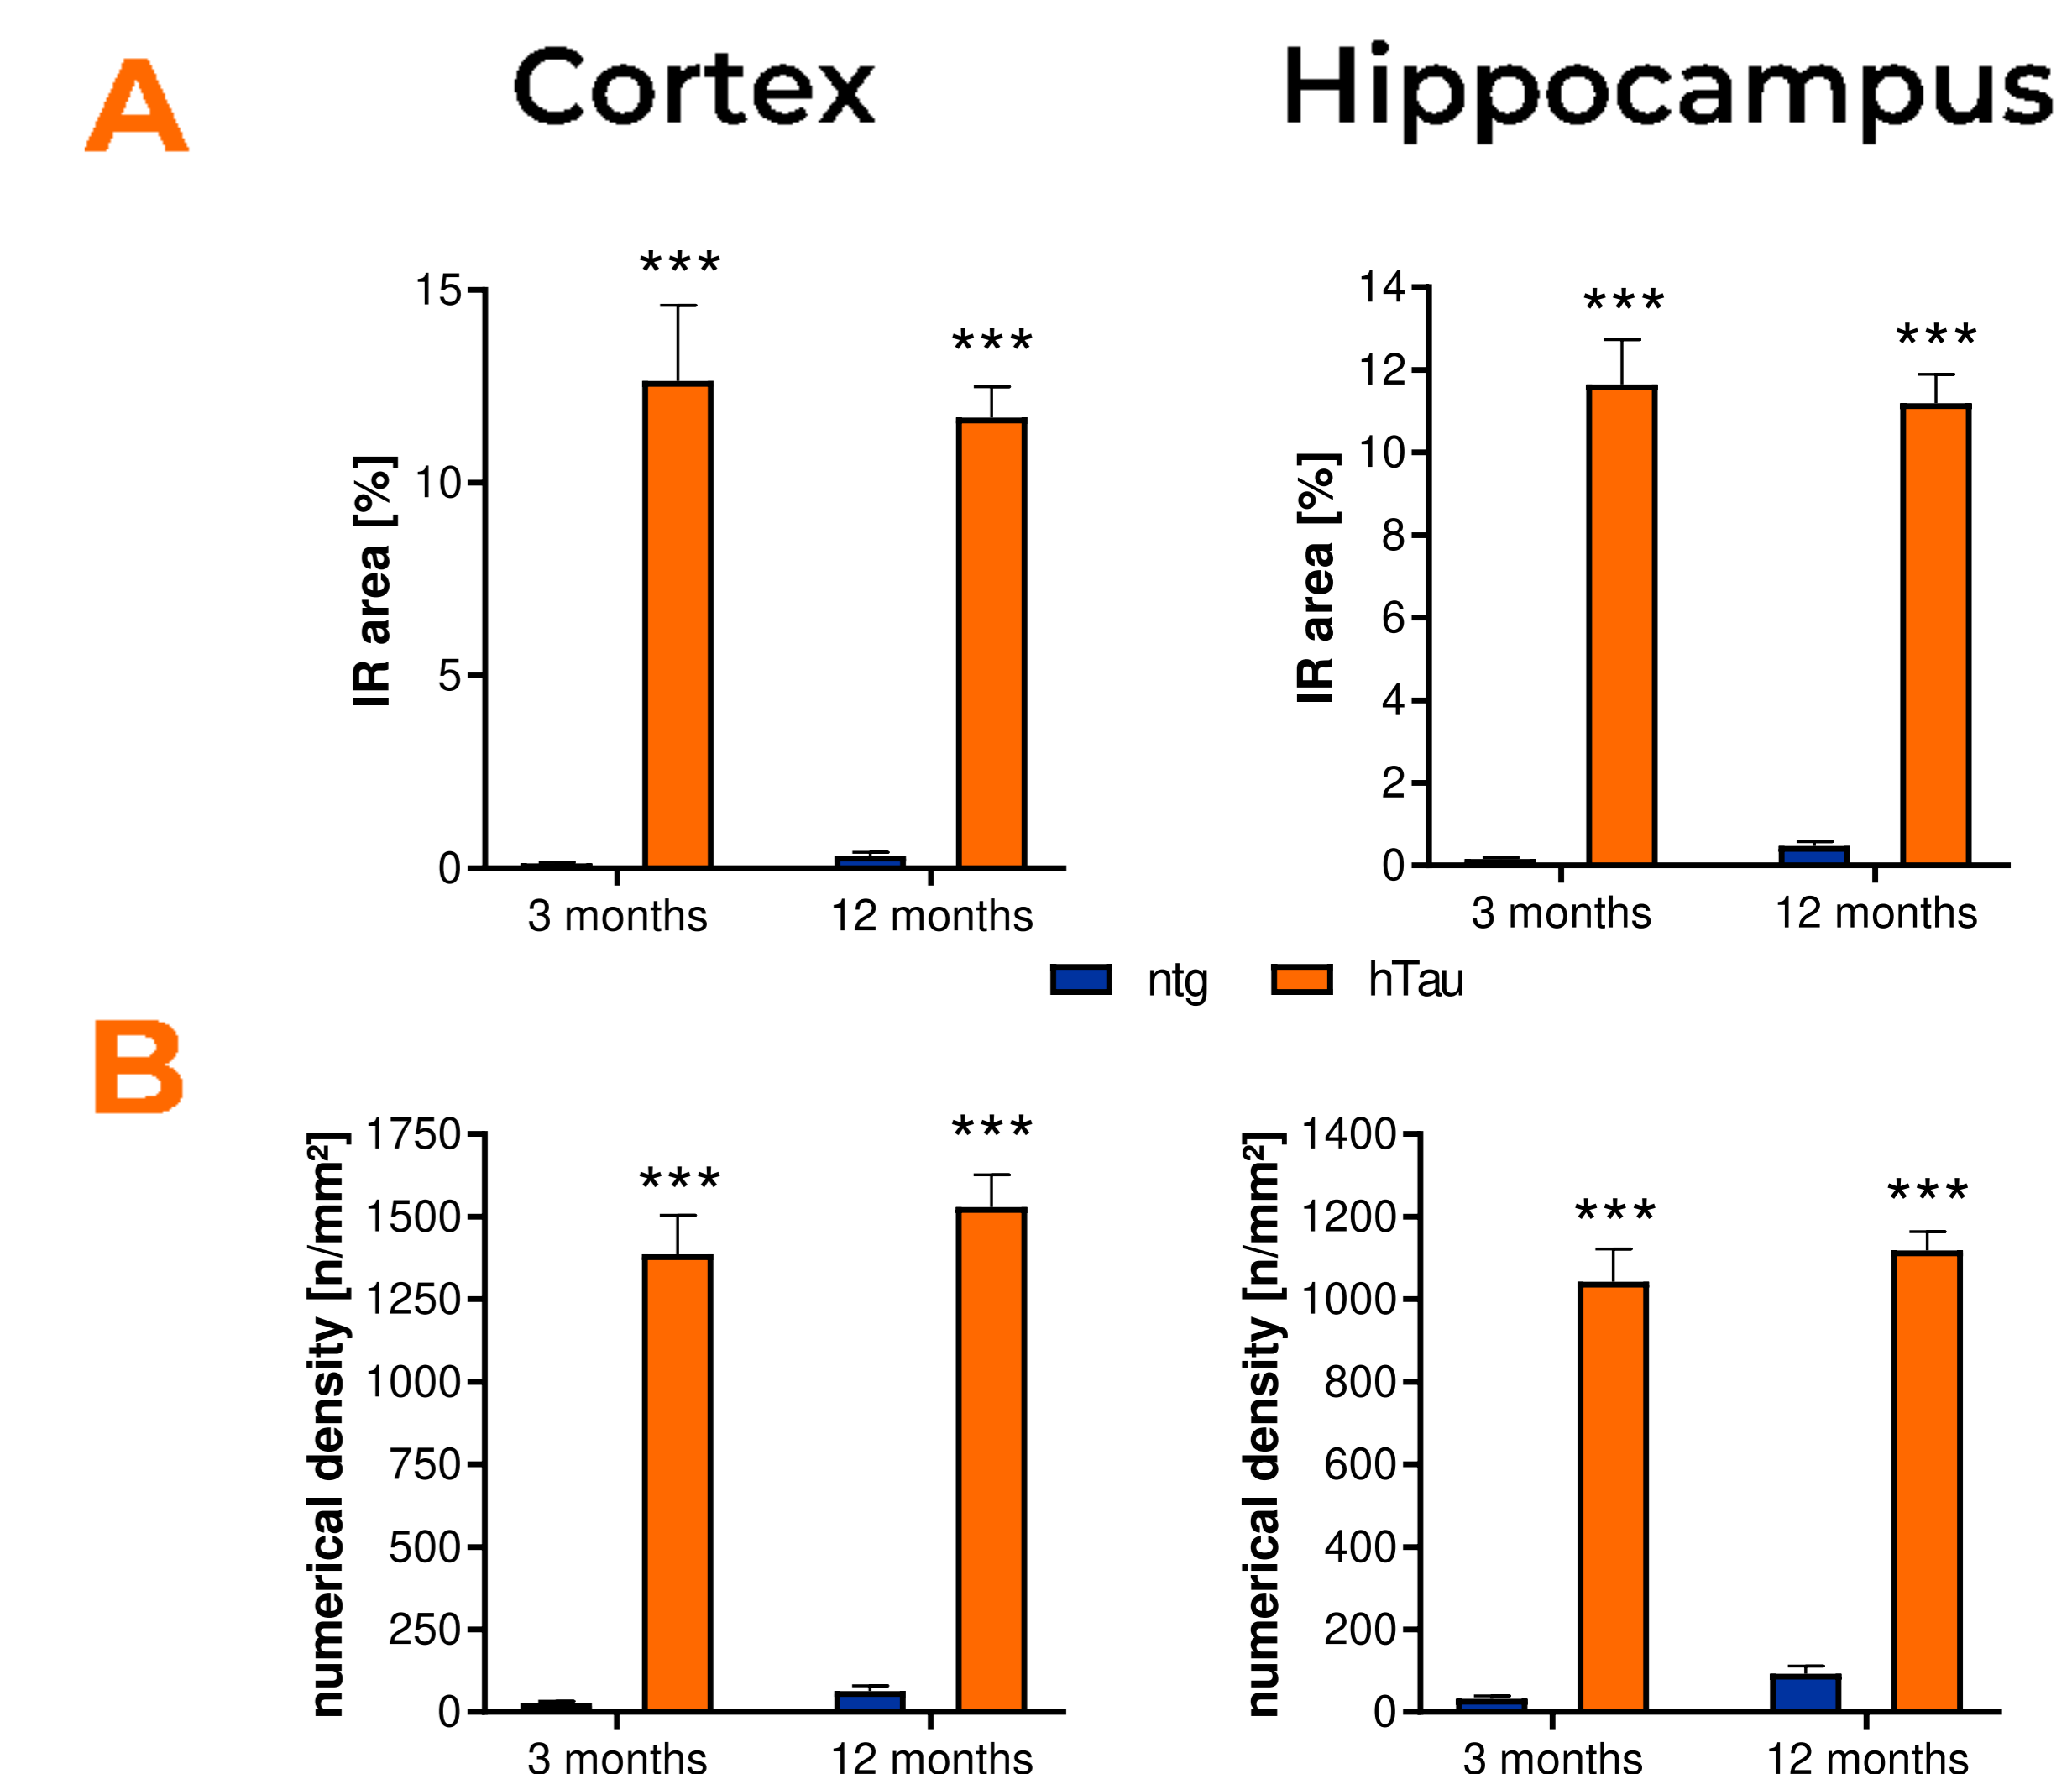 A
Cortex
Hippocampus
***
***
15
10
5
0
IR area [%]
3 months
12 months
***
***
14
12
10
8
6
4
2
0
IR area [%]
3 months
12 months
ntg
hTau
B
***
***
1750
1500
1250
1000
750
500
250
0
numerical density [n/mm²]
3 months
12 months
***
***
1400
1200
1000
800
600
400
200
0
numerical density [n/mm²]
3 months
12 months